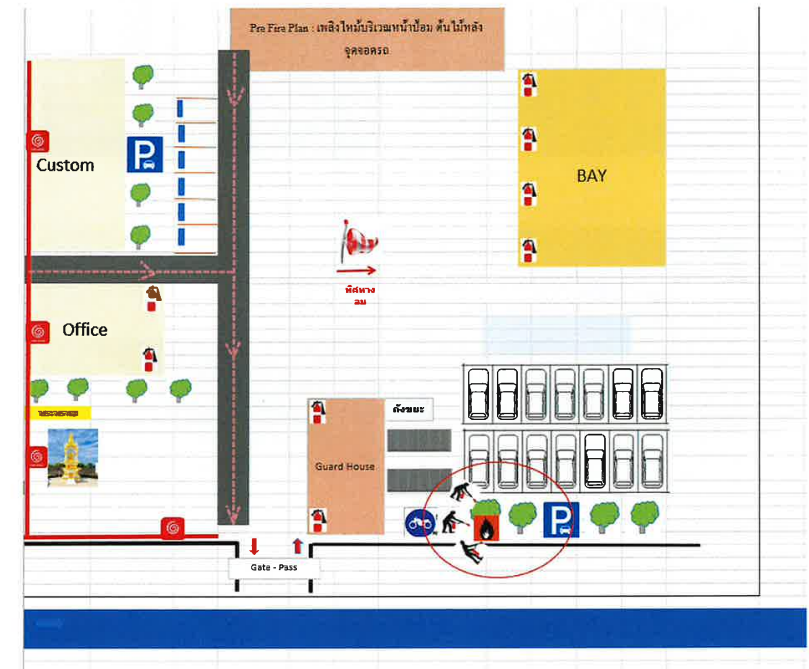 Pre Fire Plan : เพลิงไหม้บริเวณหน้าป้อม ต้นไม้หลัง
จุดจอดรถ
Custom
P
BAY
ทิศทาง
ลม
Office
ถังขยะ
Guard House
P
Gate - Pass